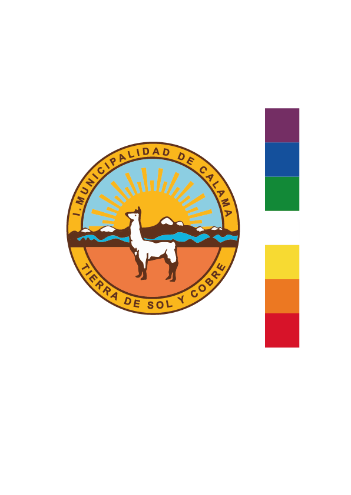 I. MUNICIPALIDAD DE CALAMA
TIERRA DE SOL Y COBRE